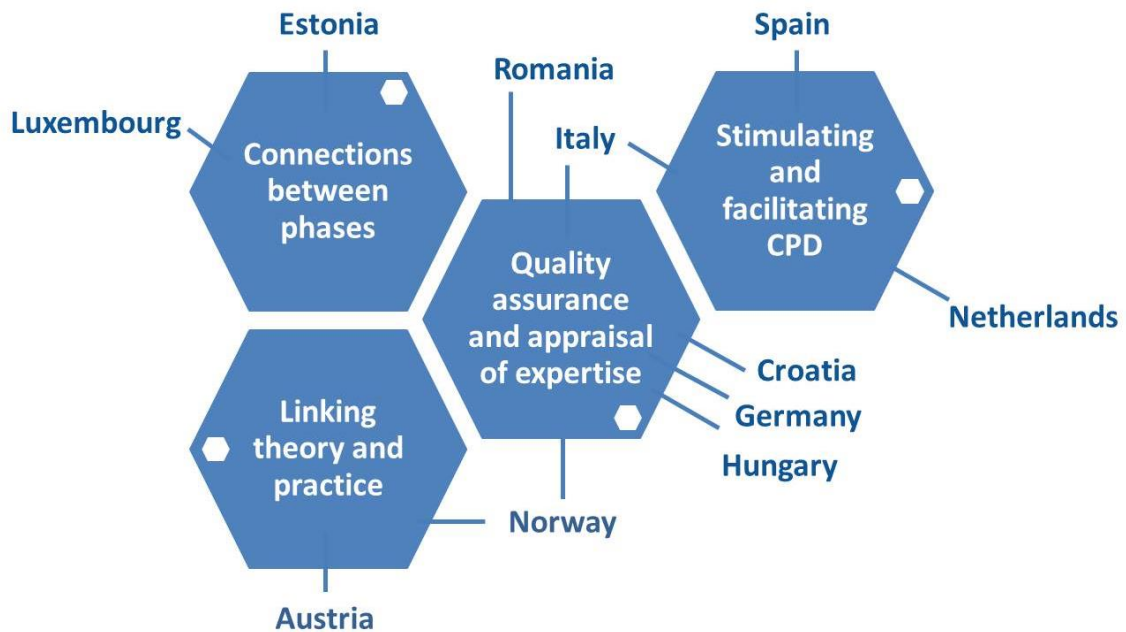 Estonia
Spain
Romania
Luxembourg
Italy
Connections
between
phases
Stimulating
and
facilitating
CPD
Quality
assurance
and appraisal
of expertise
Netherlands
Croatia
Germany
Hungary
Linking
theory and
practice
Norway
Austria